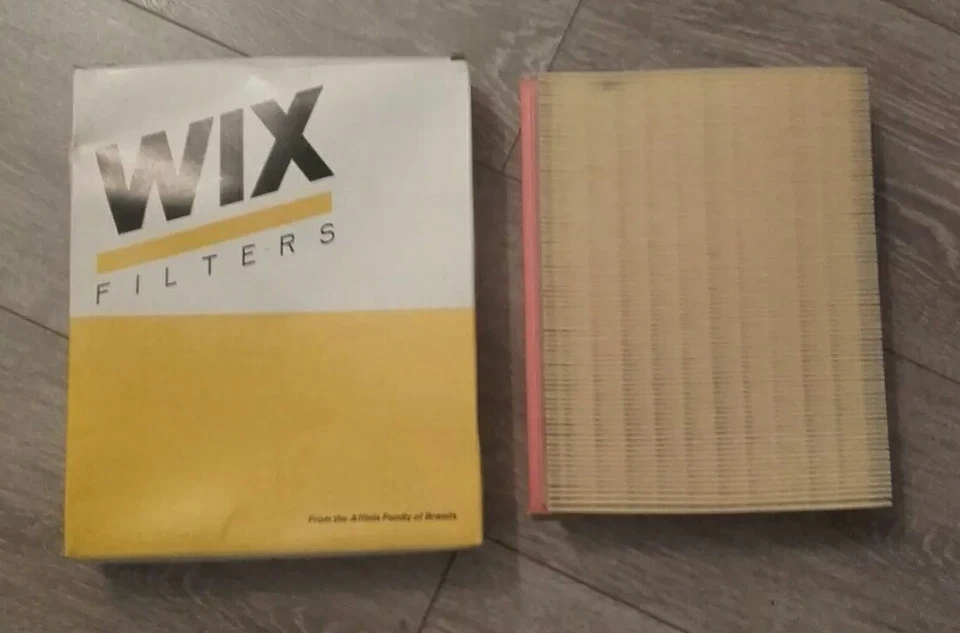 WIX
FILTERS
From the Affinia Family of Brands